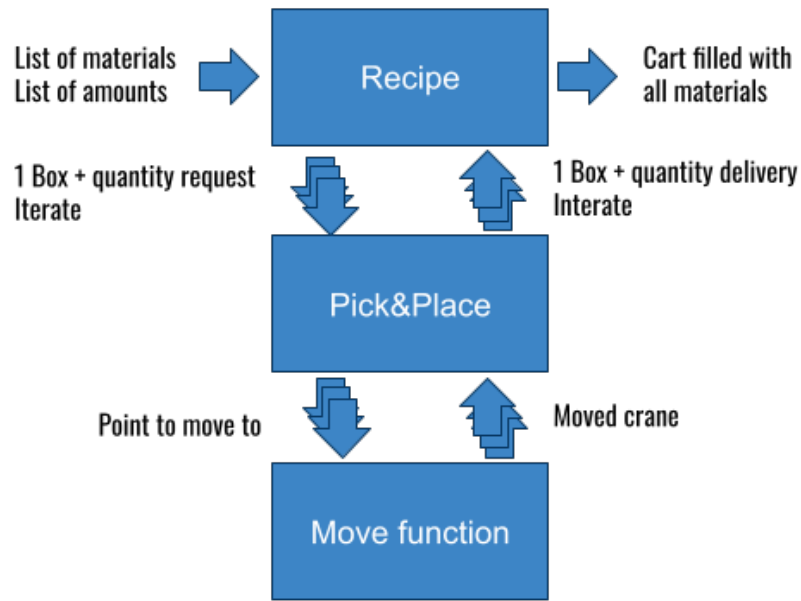 List of materials
List of amounts
Recipe
Cart filled with
all materials
1 Box + quantity request
Iterate
1 Box + quantity delivery
Interate
Pick&Place
Point to move to
Moved crane
Move function